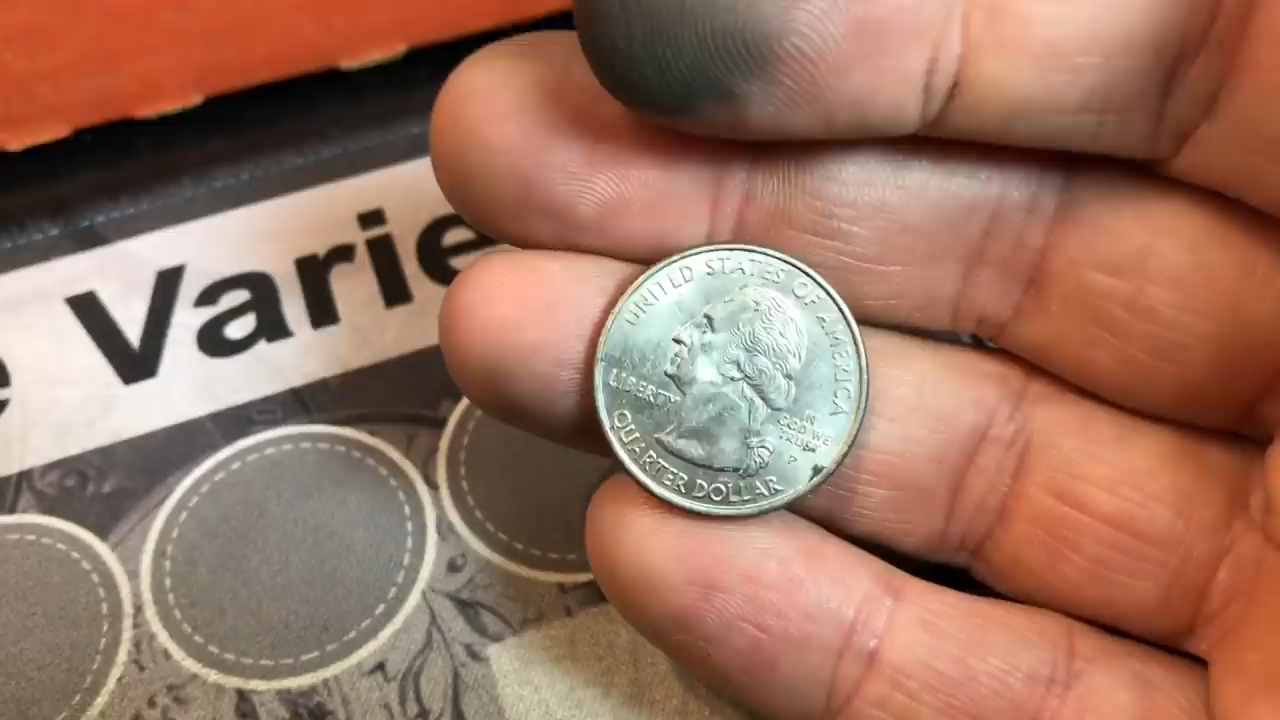 Varie
UNITED STATES OF AMERICA
LIBERTY
IN
GOD WE
TRUST
P
QUARTER DOLLAR